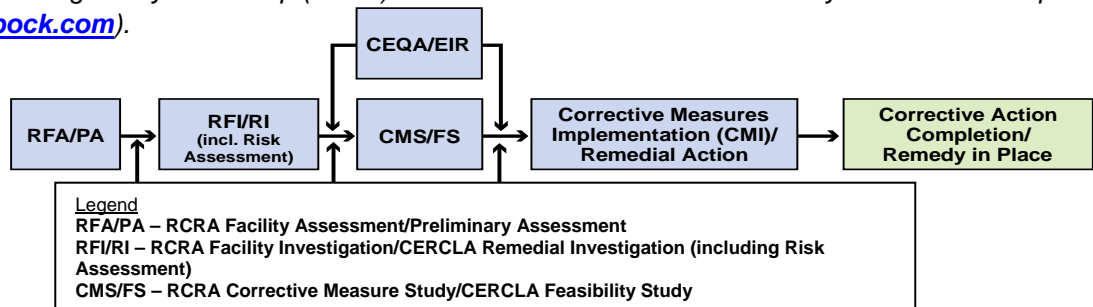 pock.com).
CEQA/EIR
RFA/PA
RFI/RI
(incl. Risk
Assessment)
CMS/FS
Corrective Measures
Implementation (CMI)/
Remedial Action
Corrective Action
Completion/
Remedy in Place
Legend
RFA/PA – RCRA Facility Assessment/Preliminary Assessment
RFI/RI – RCRA Facility Investigation/CERCLA Remedial Investigation (including Risk
Assessment)
CMS/FS – RCRA Corrective Measure Study/CERCLA Feasibility Study